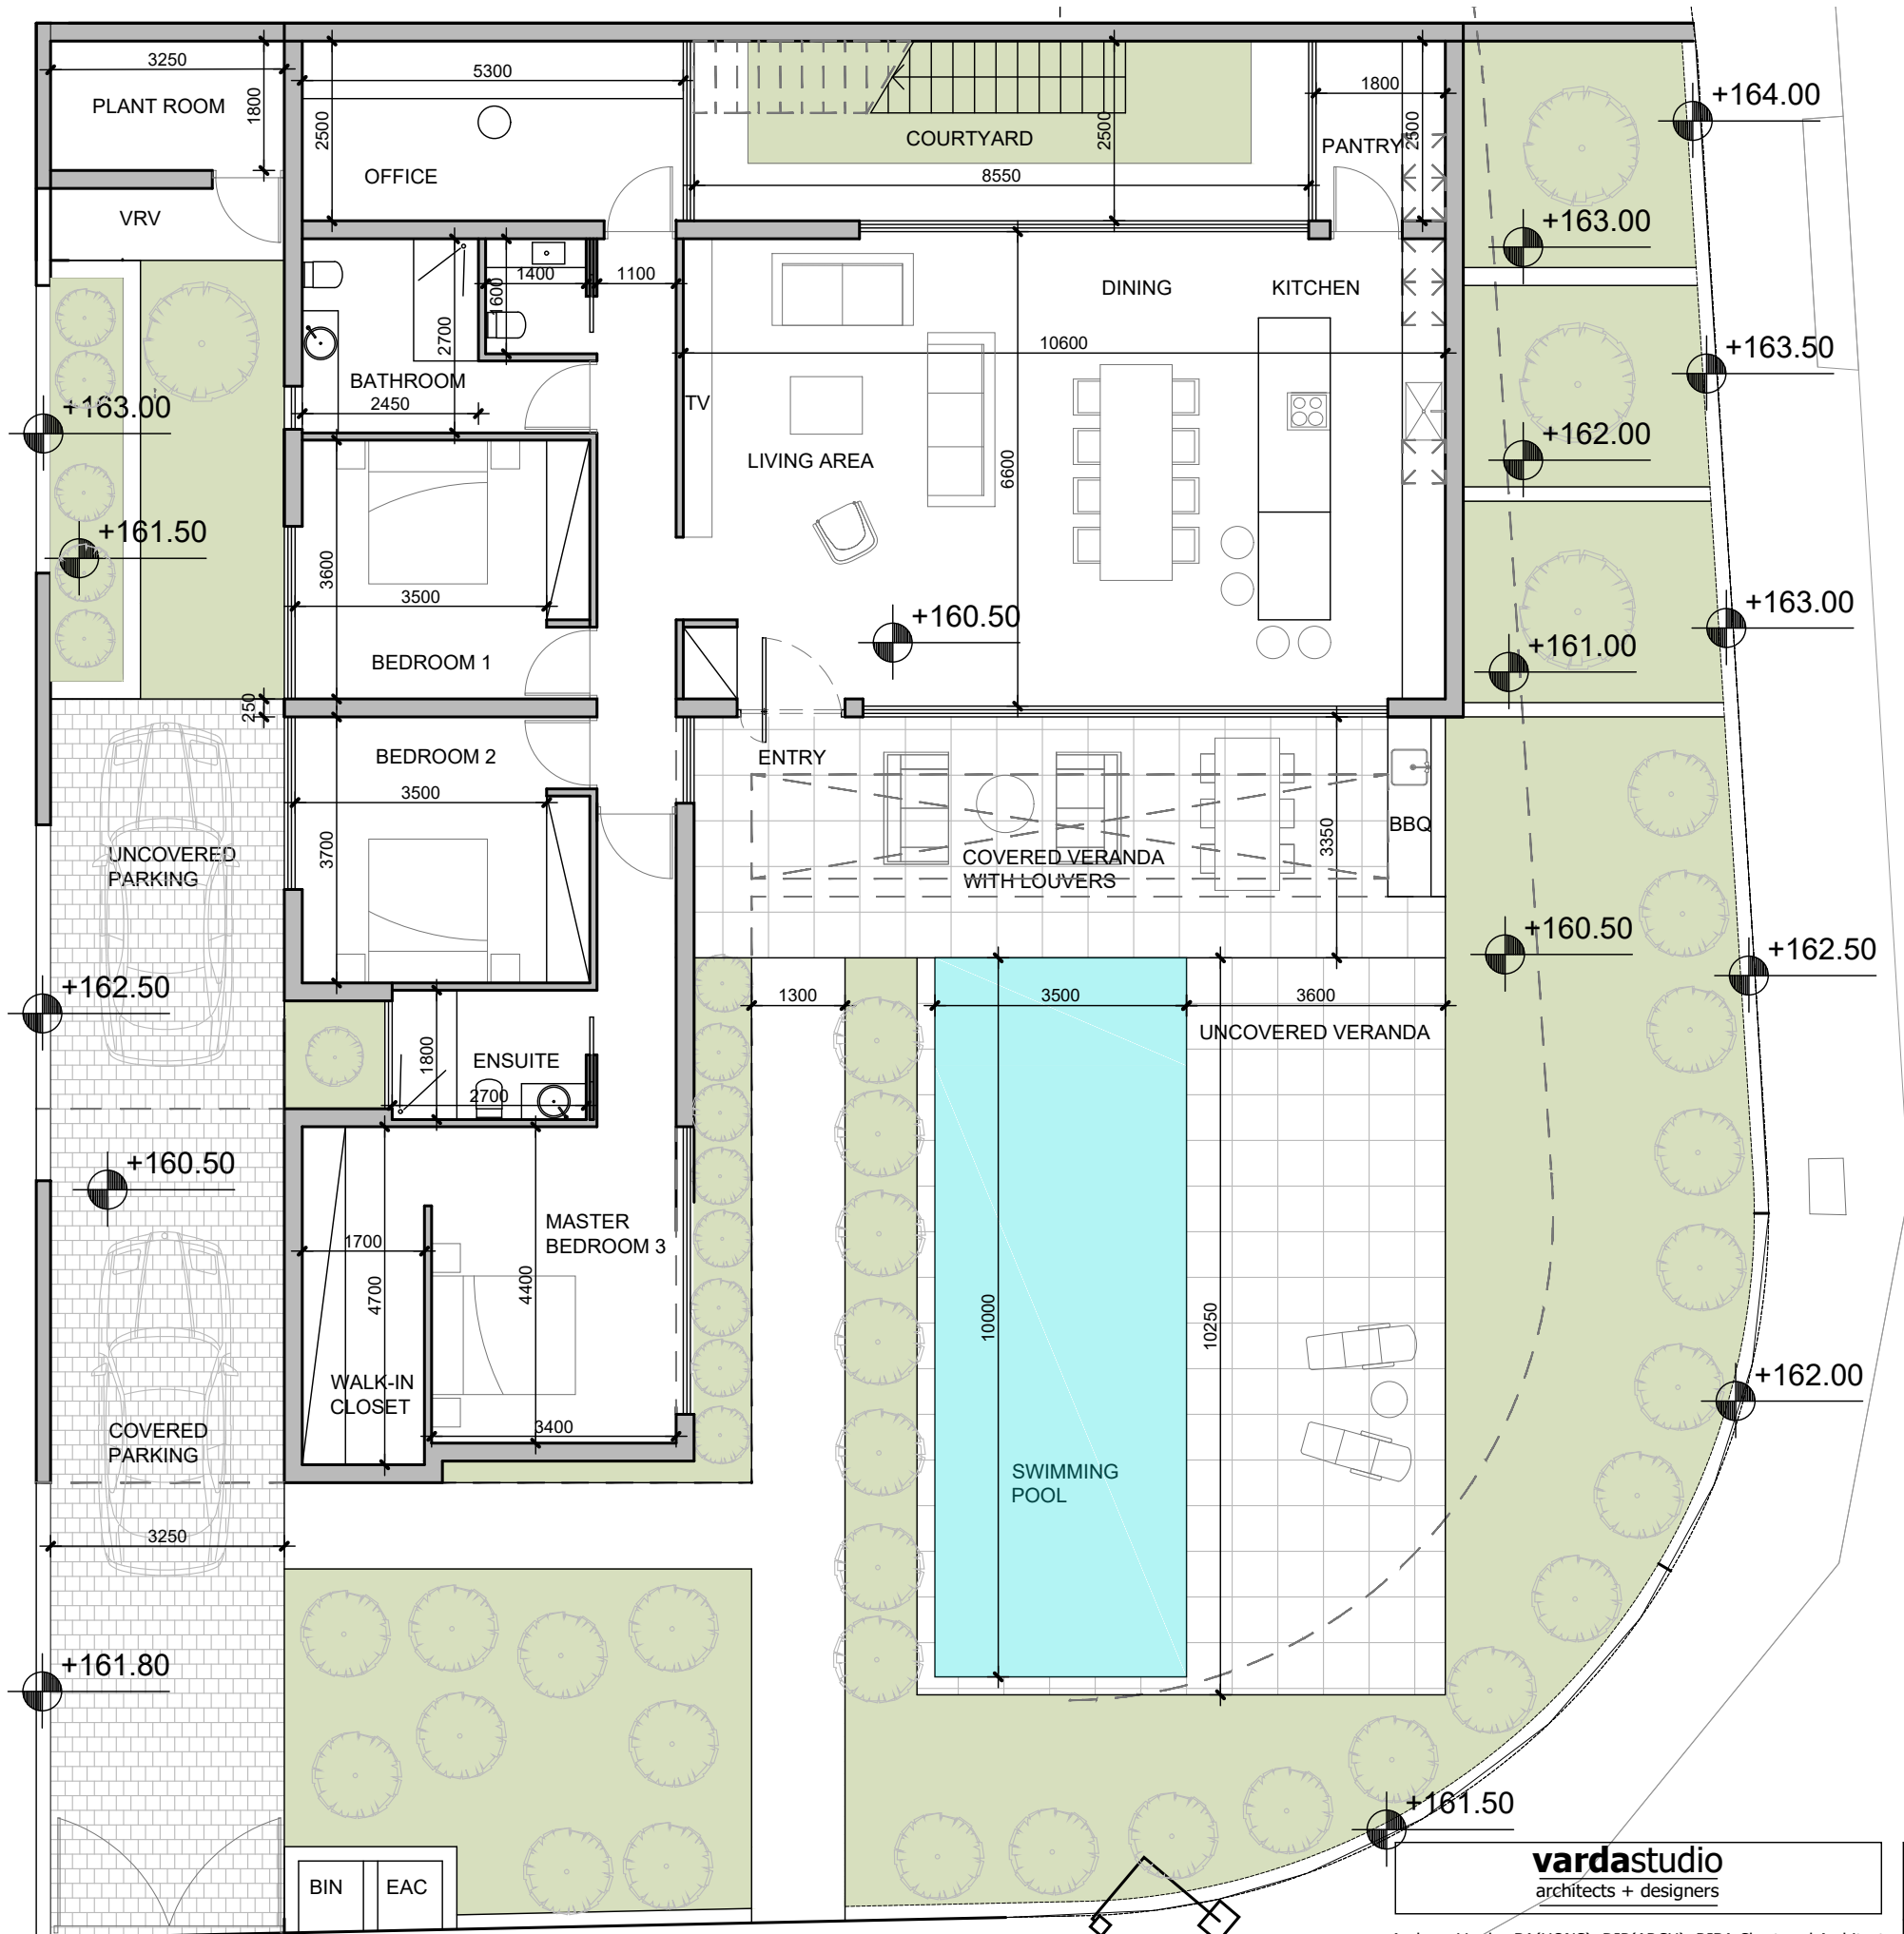 3250
PLANT ROOM
1800
VRV
5300
2500
OFFICE
COURTYARD
2500
8550
1800
PANTRY
2500
+164.00
+163.00
1400
1600
1100
2700
BATHROOM
2450
TV
DINING
KITCHEN
10600
LIVING AREA
6600
+163.50
+162.00
+163.00
+161.50
3600
3500
BEDROOM 1
+160.50
+163.00
+161.00
250
BEDROOM 2
3500
3700
ENTRY
COVERED VERANDA
WITH LOUVERS
3350
BBQ
UNCOVERED
PARKING
+162.50
+160.50
+162.50
1300
3500
3600
UNCOVERED VERANDA
1800
ENSUITE
2700
+160.50
MASTER
BEDROOM 3
1700
4700
4400
10000
10250
WALK-IN
CLOSET
3400
COVERED
PARKING
+162.00
SWIMMING
POOL
3250
+161.80
+161.50
BIN
EAC
vardastudio
architects + designers